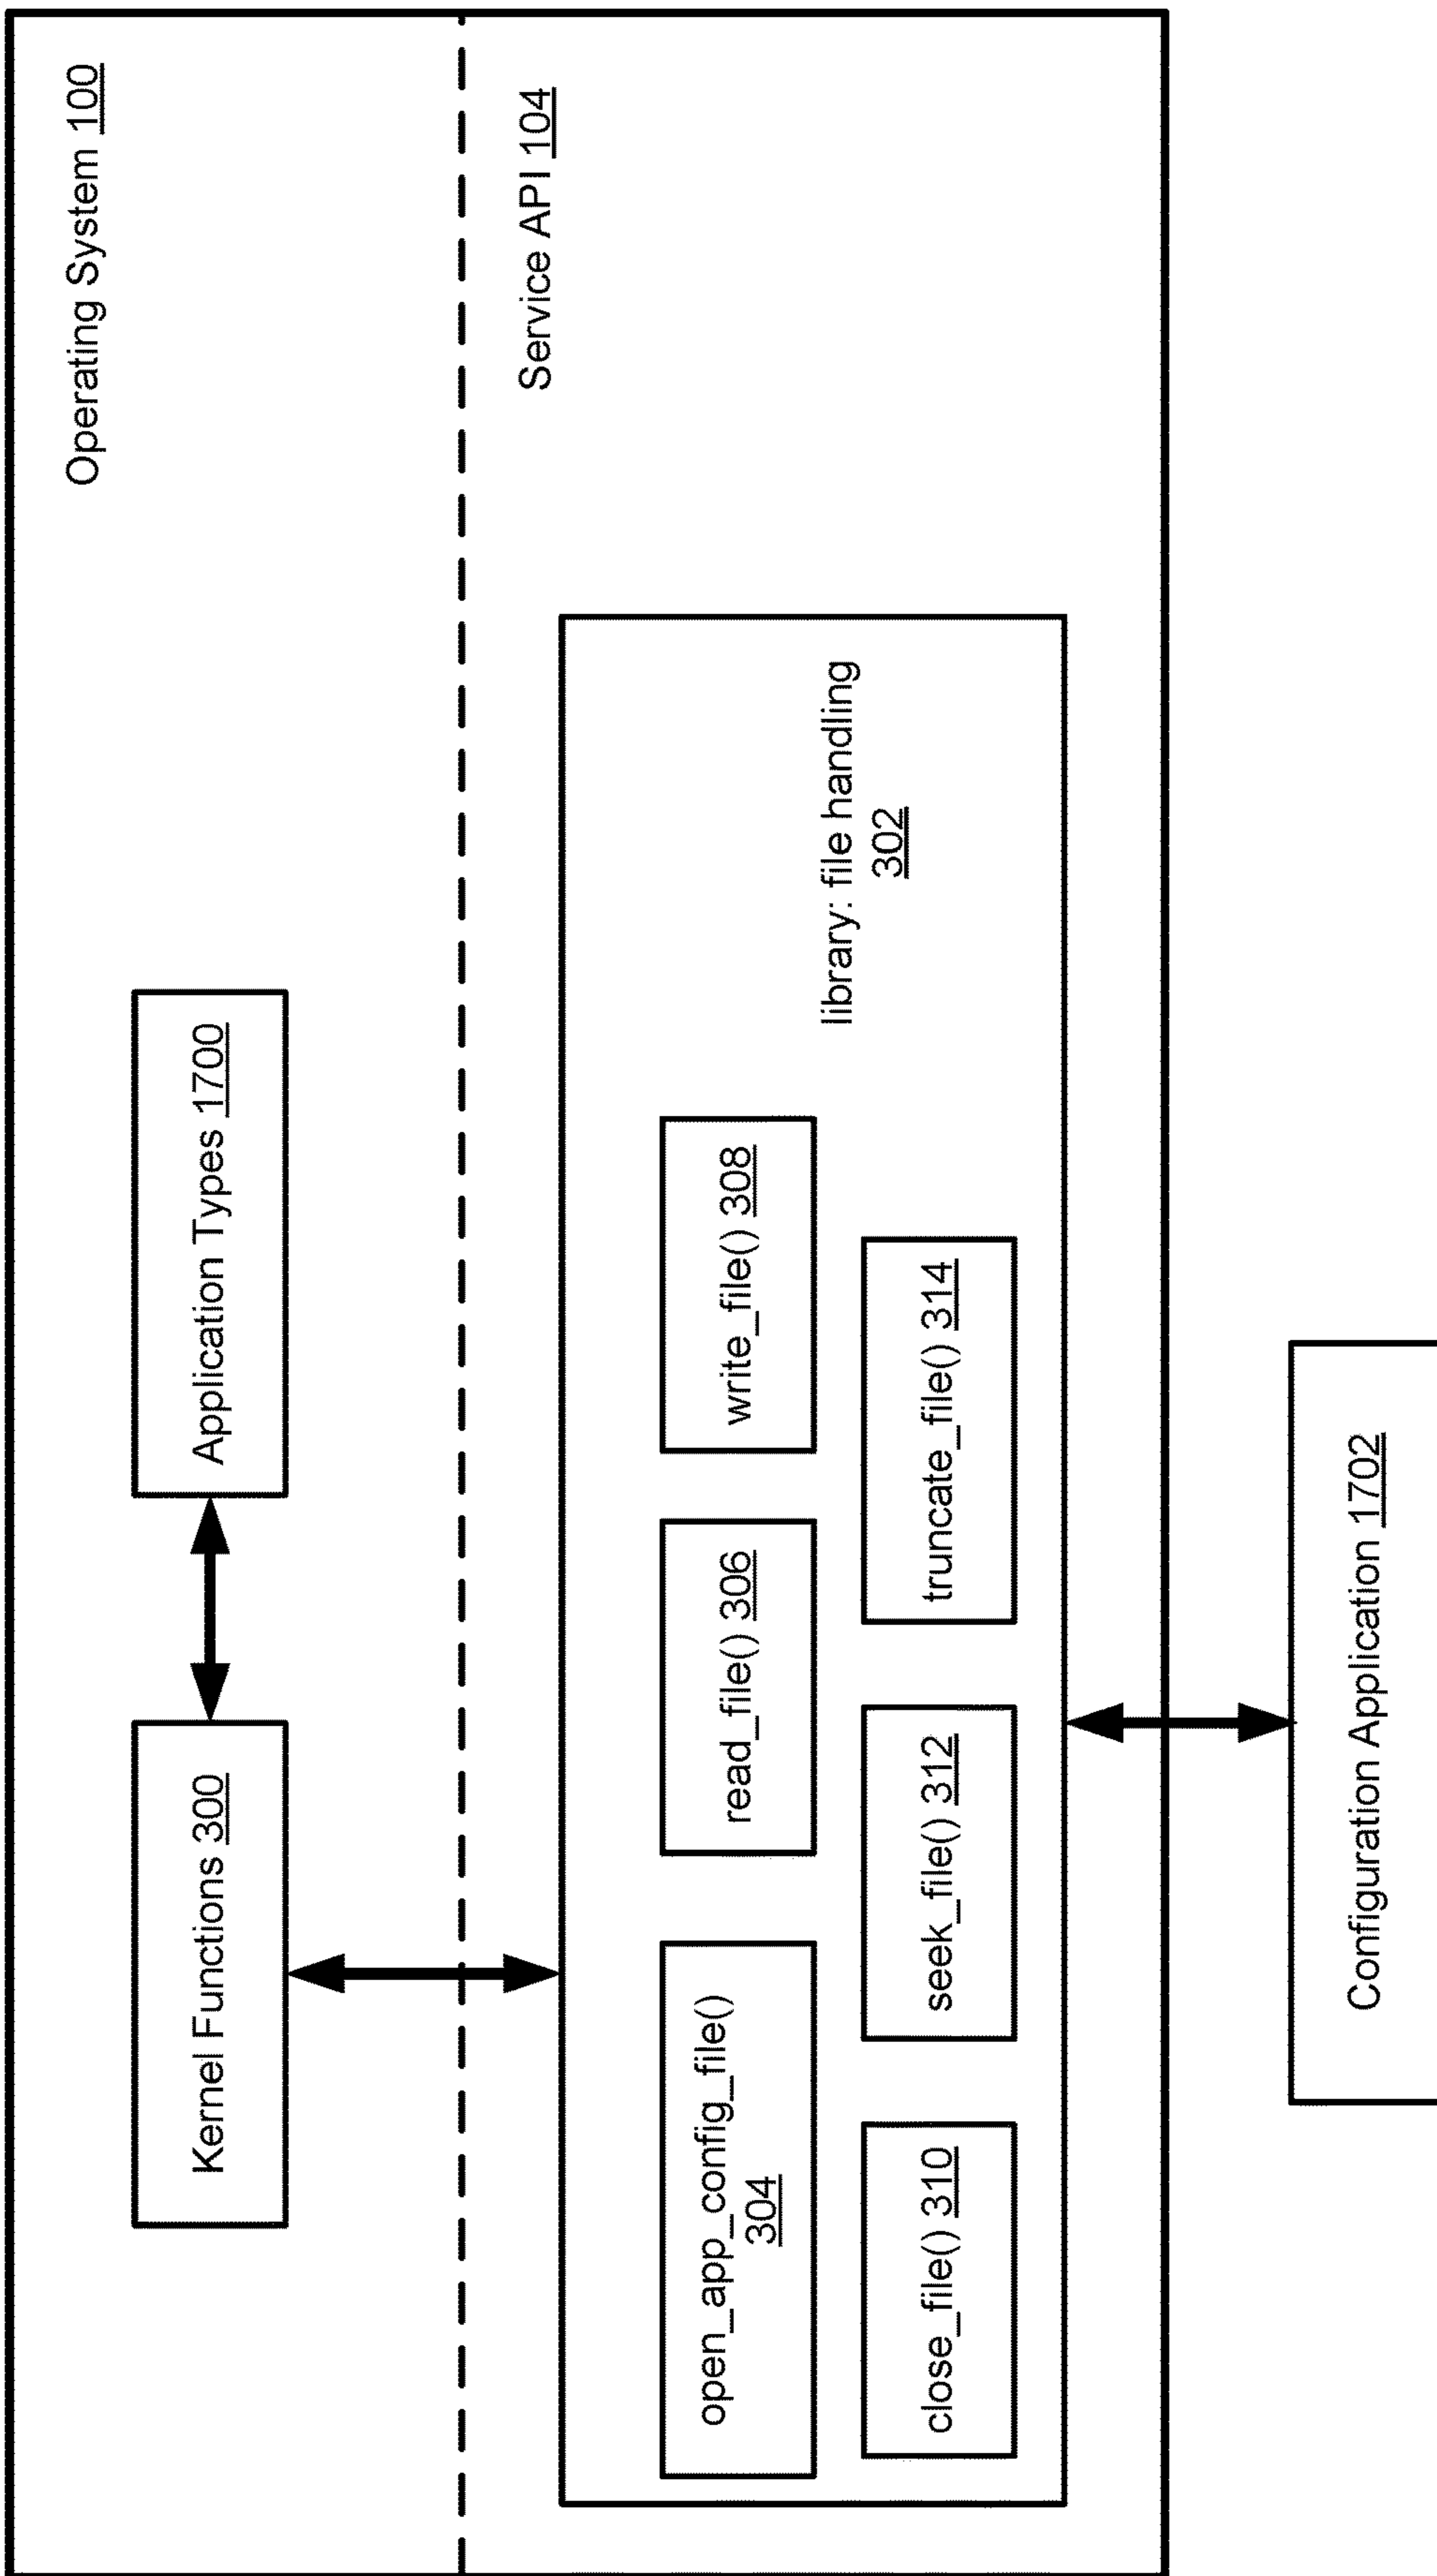 Operating System 100
Kernel Functions 300
Application Types 1700
Service API 104
open_app_config_file()
304
read_file() 306
write_file() 308
close_file() 310
seek_file() 312
truncate_file() 314
library: file handling
302
Configuration Application 1702